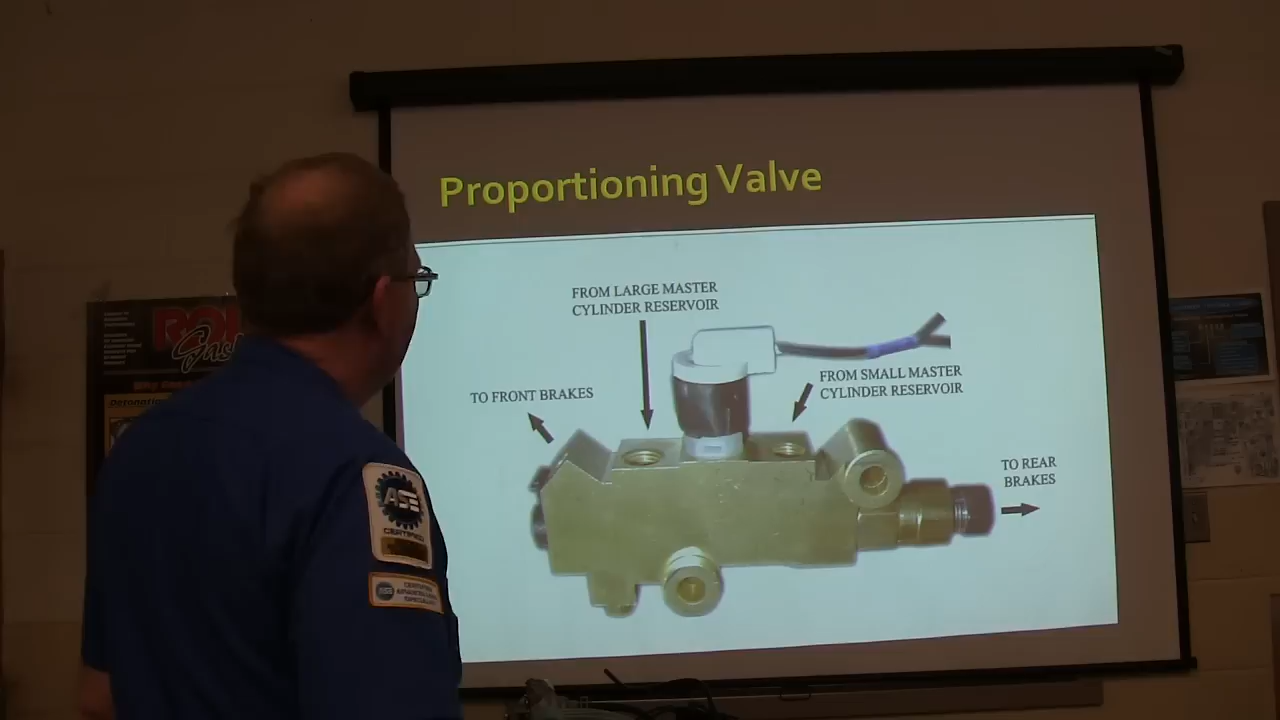 Proportioning Valve
FROM LARGE MASTER
CYLINDER RESERVOIR
TO FRONT BRAKES
FROM SMALL MASTER
CYLINDER RESERVOIR
TO REAR
BRAKES
ASE
CERTIFIED